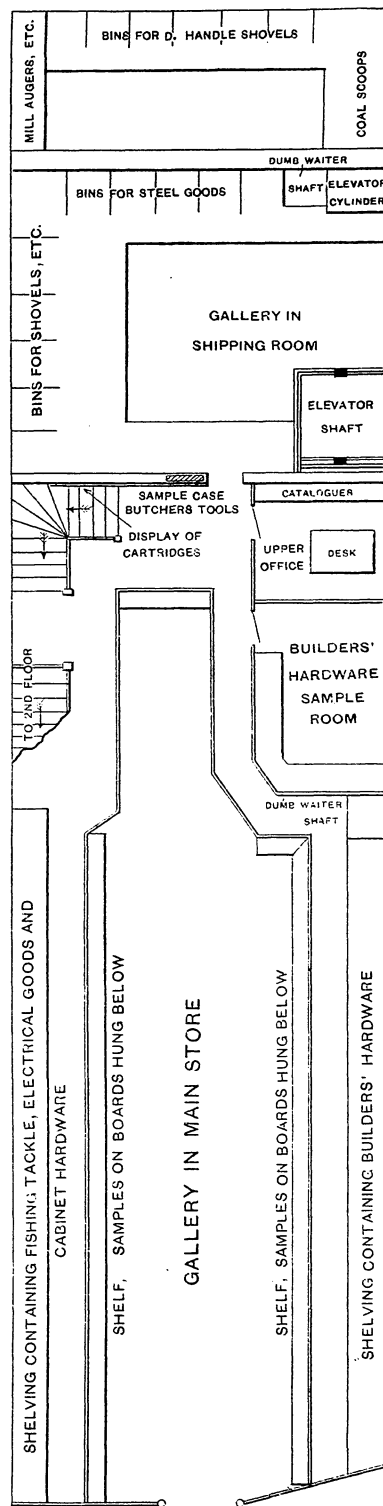 MILL AUGERS, ETC.
BINS FOR D. HANDLE SHOVELS
COAL SCOOPS
DUMB WAITER
SHAFT
BINS FOR STEEL GOODS
ELEVATOR
CYLINDER
BINS FOR SHOVELS, ETC.
GALLERY IN
SHIPPING ROOM
ELEVATOR
SHAFT
SAMPLE CASE
BUTCHERS TOOLS
CATALOGUES
DISPLAY OF
CARTRIDGES
UPPER
OFFICE
DESK
TO 2ND FLOOR
BUILDERS'
HARDWARE
SAMPLE
ROOM
DUMB WAITER
SHAFT
SHELVING CONTAINING FISHING TACKLE, ELECTRICAL GOODS AND
CABINET HARDWARE
SHELF, SAMPLES ON BOARDS HUNG BELOW
GALLERY IN MAIN STORE
SHELF, SAMPLES ON BOARDS HUNG BELOW
SHELVING CONTAINING BUILDERS' HARDWARE